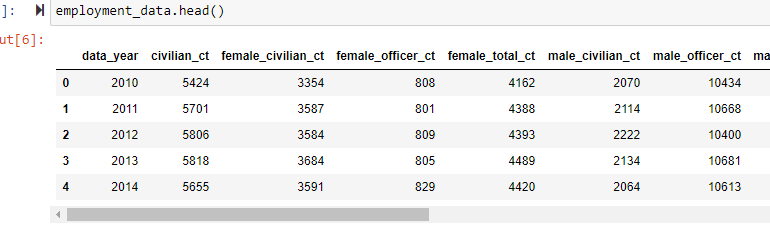 ]: employment_data.head()
ut[6]:
data_year civilian_ct female_civilian_ct female_officer_ct female_total_ct male_civilian_ct male_officer_ct ma
0 2010 5424 3354 808 4162 2070 10434
1 2011 5701 3587 801 4388 2114 10668
2 2012 5806 3584 809 4393 2222 10400
3 2013 5818 3684 805 4489 2134 10681
4 2014 5655 3591 829 4420 2064 10613